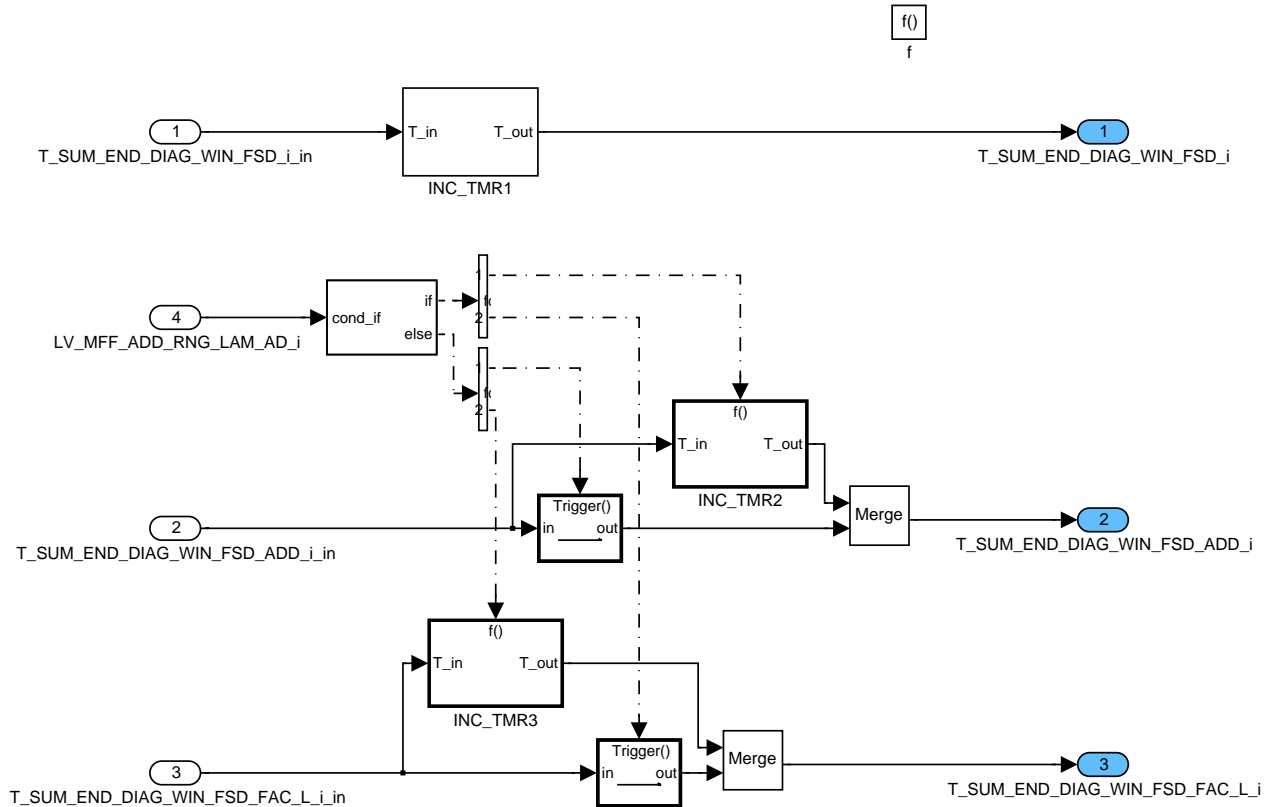 f()
f
1
T_in
T_out
1
T_SUM_END_DIAG_WIN_FSD_i_in
T_SUM_END_DIAG_WIN_FSD_i
INC_TMR1
1
if
2
4
cond_if
else
LV_MFF_ADD_RNG_LAM_AD_i
1
2
f()
T_in
T_out
INC_TMR2
Trigger()
Merge
2
in
out
2
T_SUM_END_DIAG_WIN_FSD_ADD_i_in
T_SUM_END_DIAG_WIN_FSD_ADD_i
f()
T_in
T_out
INC_TMR3
Trigger()
Merge
3
in
out
3
T_SUM_END_DIAG_WIN_FSD_FAC_L_i_in
T_SUM_END_DIAG_WIN_FSD_FAC_L_i